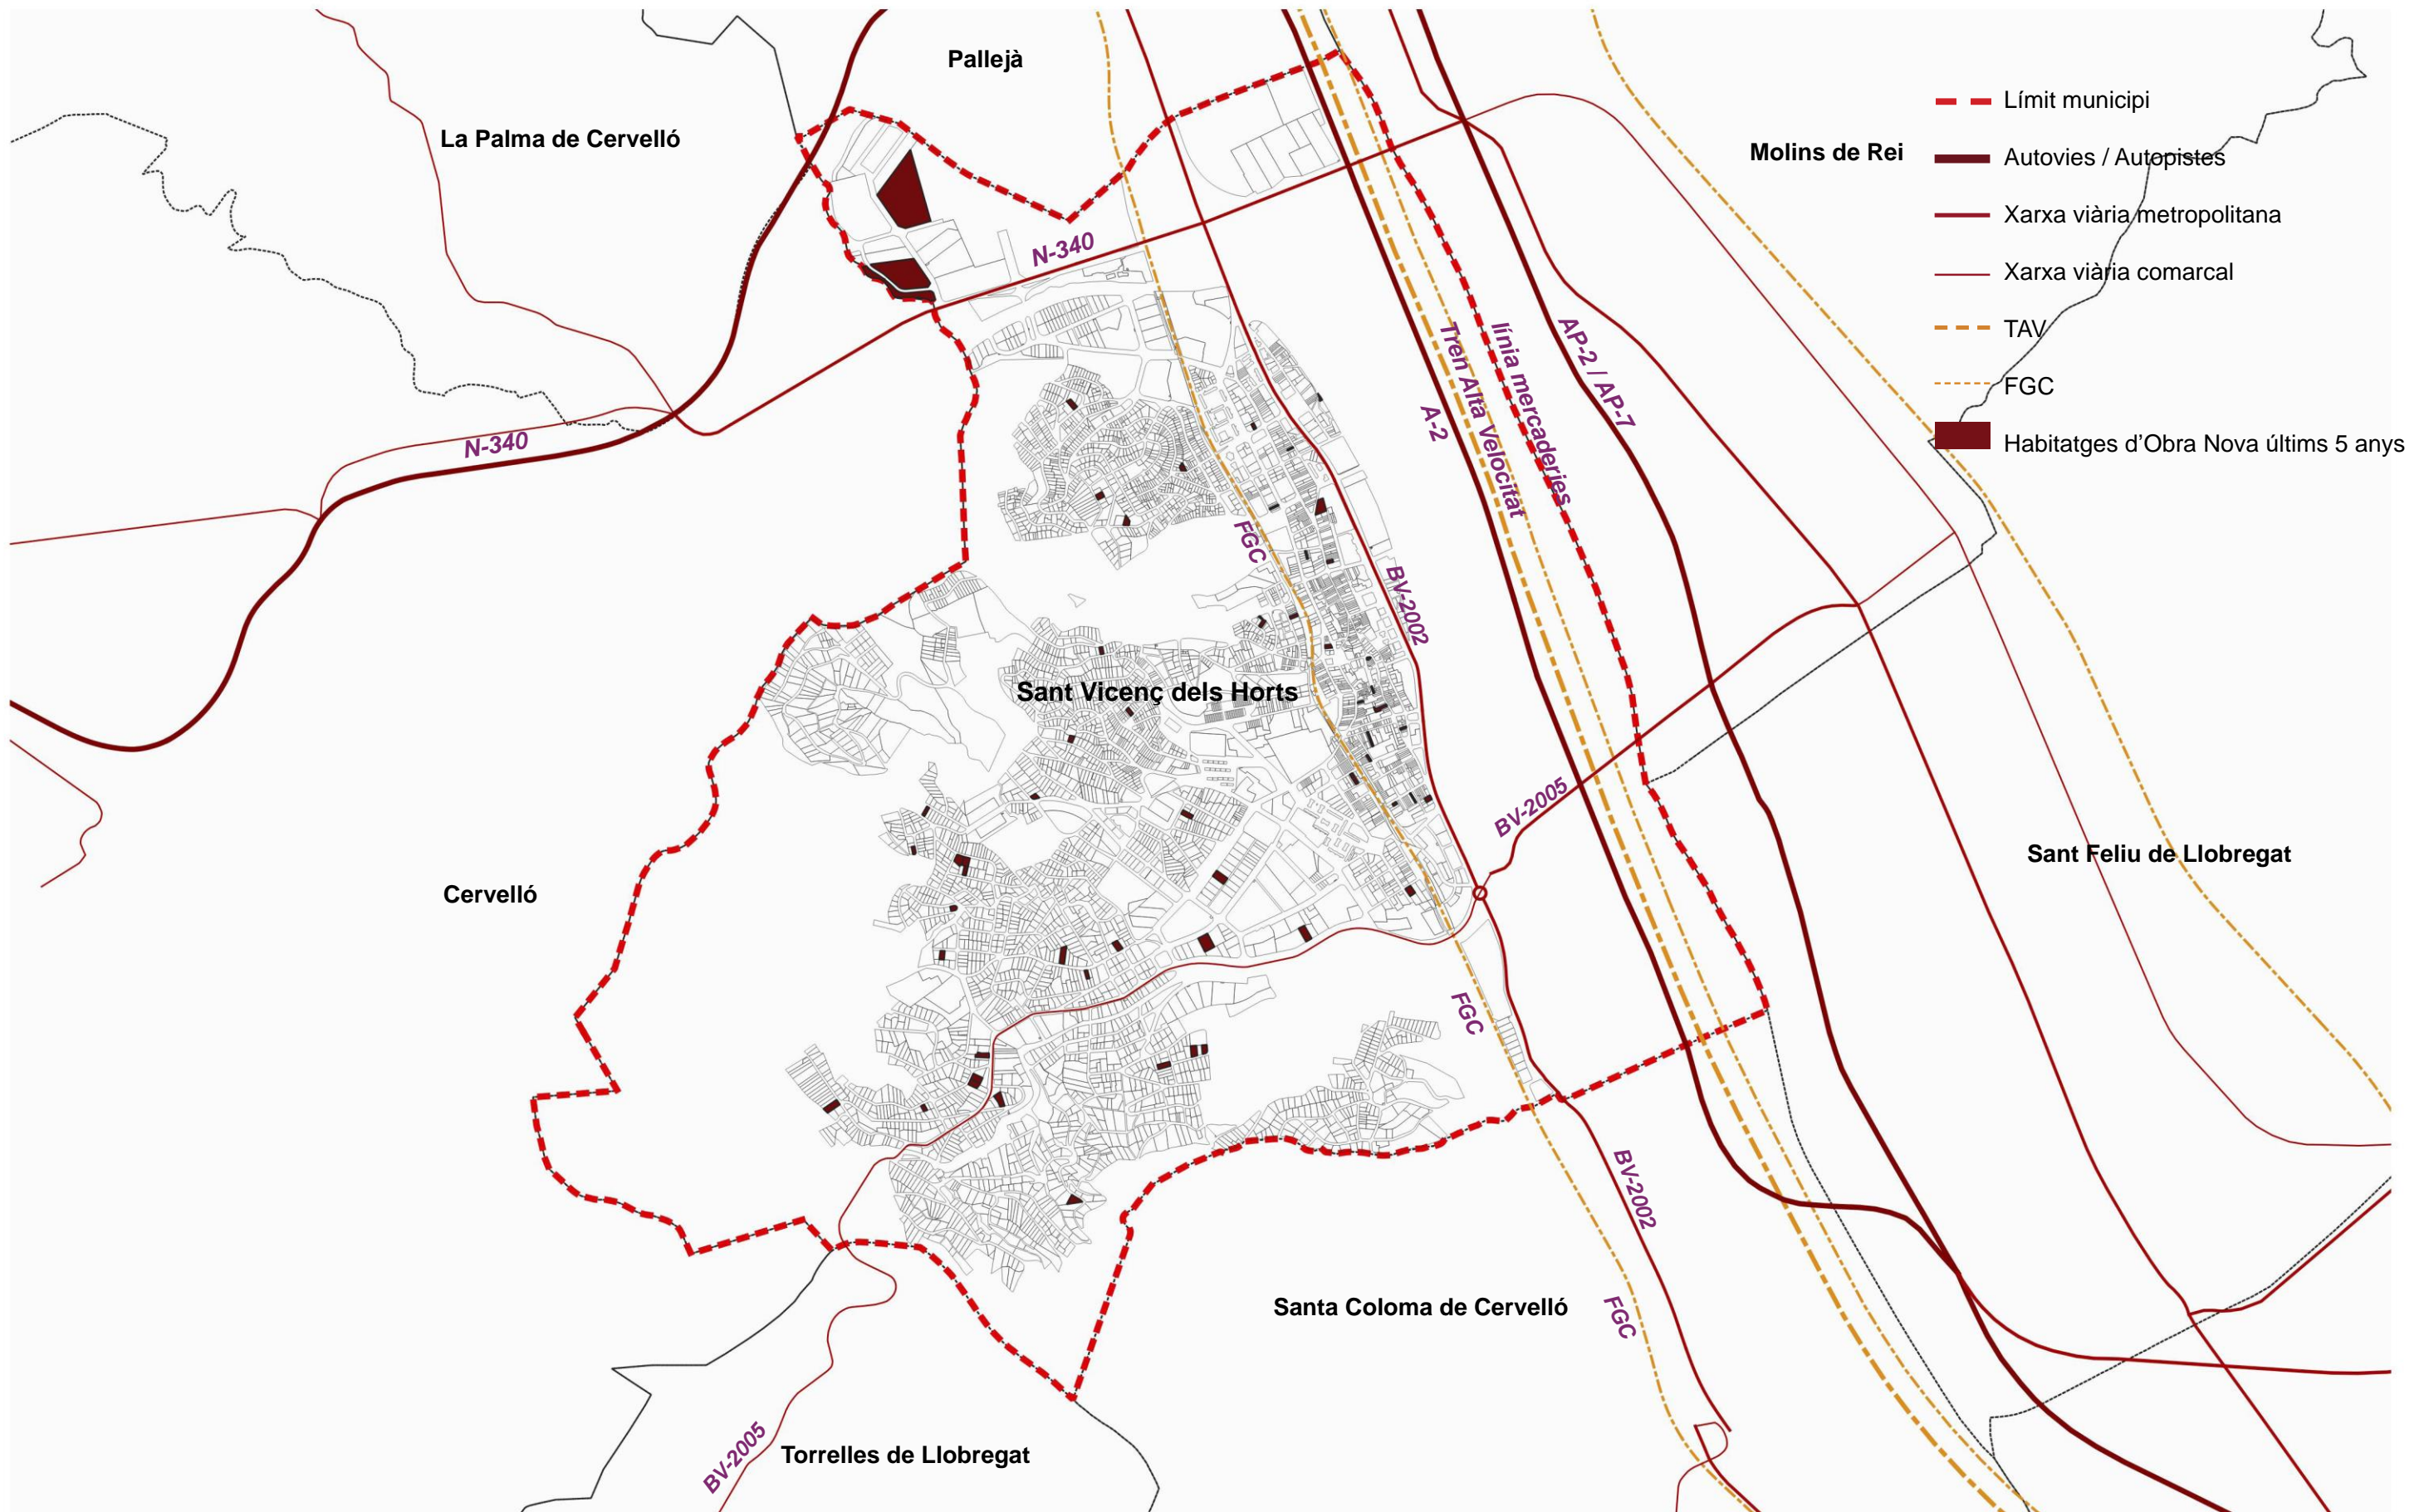 Pallejà
La Palma de Cervelló
Molins de Rei
Límit municipi
Autovies / Autopistes
Xarxa viària metropolitana
Xarxa viària comarcal
TAV
FGC
Habitatges d'Obra Nova últims 5 anys
N-340
N-340
Tren Alta Velocitat
línia mercaderies
AP-2 / AP-7
A-2
FGC
BV-2002
Sant Vicenç dels Horts
BV-2005
Sant Feliu de Llobregat
Cervelló
FGC
BV-2002
Santa Coloma de Cervelló
FGC
BV-2005
Torrelles de Llobregat